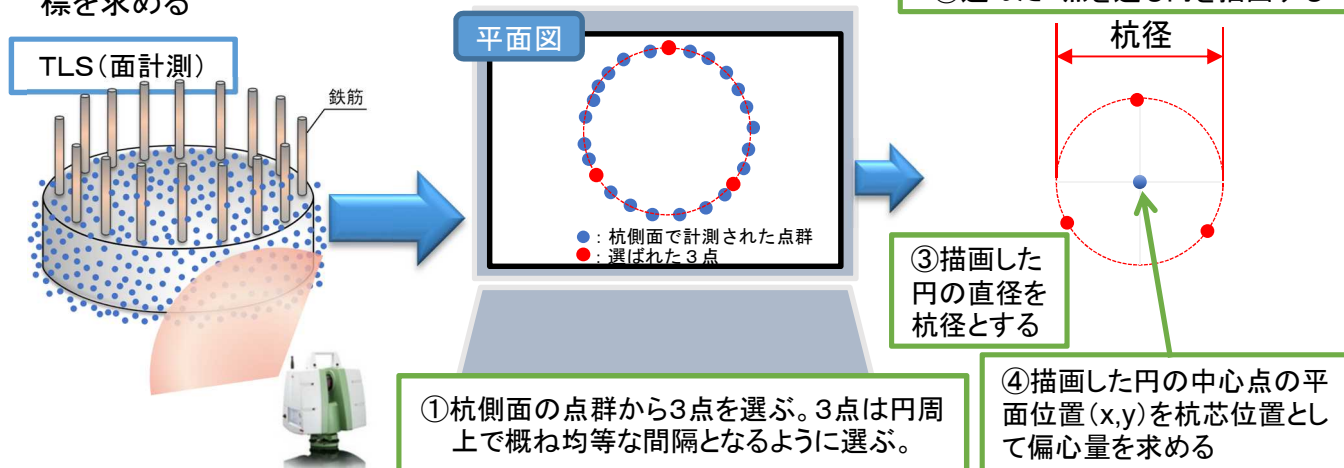 標を求める
TLS(面計測)
鉄筋
平面図
:杭側面で計測された点群
:選ばれた3点
杭径
③描画した
円の直径を
杭径とする
①杭側面の点群から3点を選ぶ。3点は円周
上で概ね均等な間隔となるように選ぶ。
④描画した円の中心点の平
面位置(x,y)を杭芯位置とし
て偏心量を求める